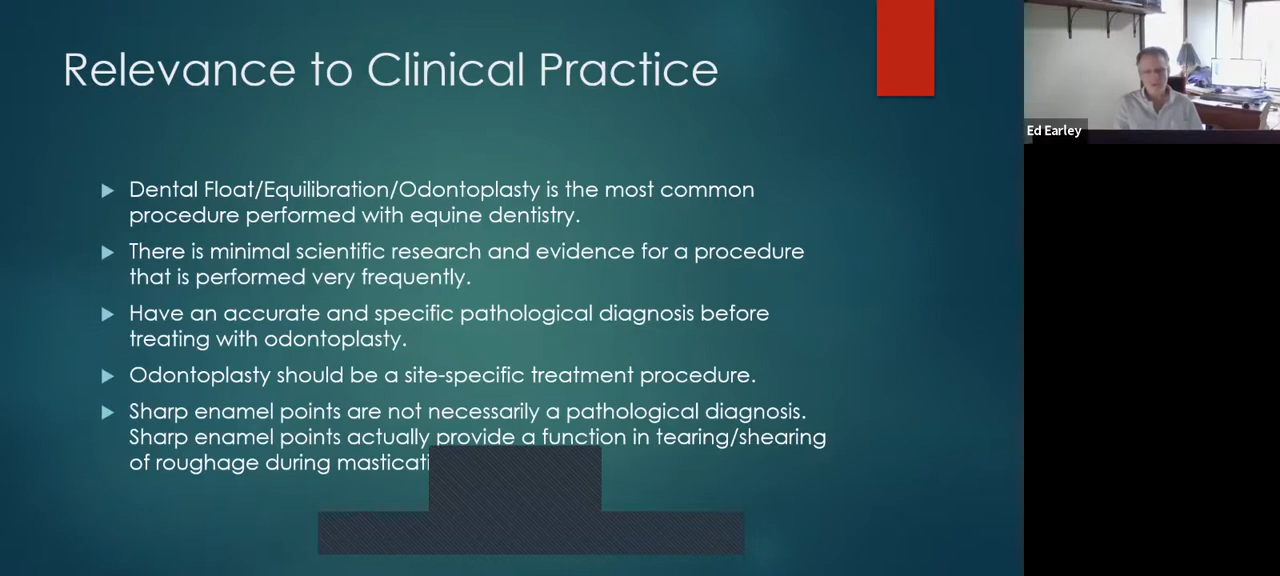 Relevance to Clinical Practice
Dental Float/Equilibration/Odontoplasty is the most common
procedure performed with equine dentistry.
There is minimal scientific research and evidence for a procedure
that is performed very frequently.
Have an accurate and specific pathological diagnosis before
treating with odontoplasty.
Odontoplasty should be a site-specific treatment procedure.
Sharp enamel points are not necessarily a pathological diagnosis.
Sharp enamel points actually provide a function in tearing/shearing
of roughage during
Ed Earley